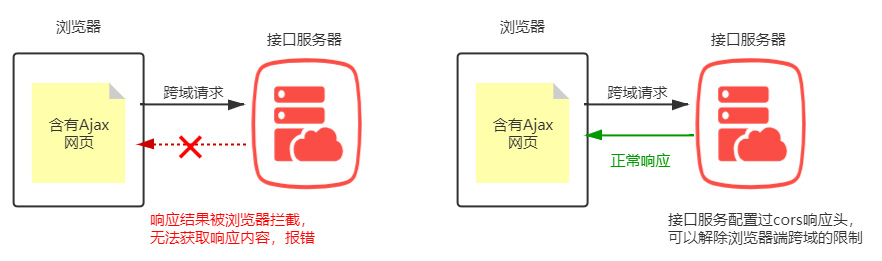 浏览器
接口服务器
含有Ajax
网页
跨域请求
响应结果被浏览器拦截，
无法获取响应内容，报错
浏览器
接口服务器
含有Ajax
网页
跨域请求
正常响应
接口服务配置过cors响应头，
可以解除浏览器端跨域的限制